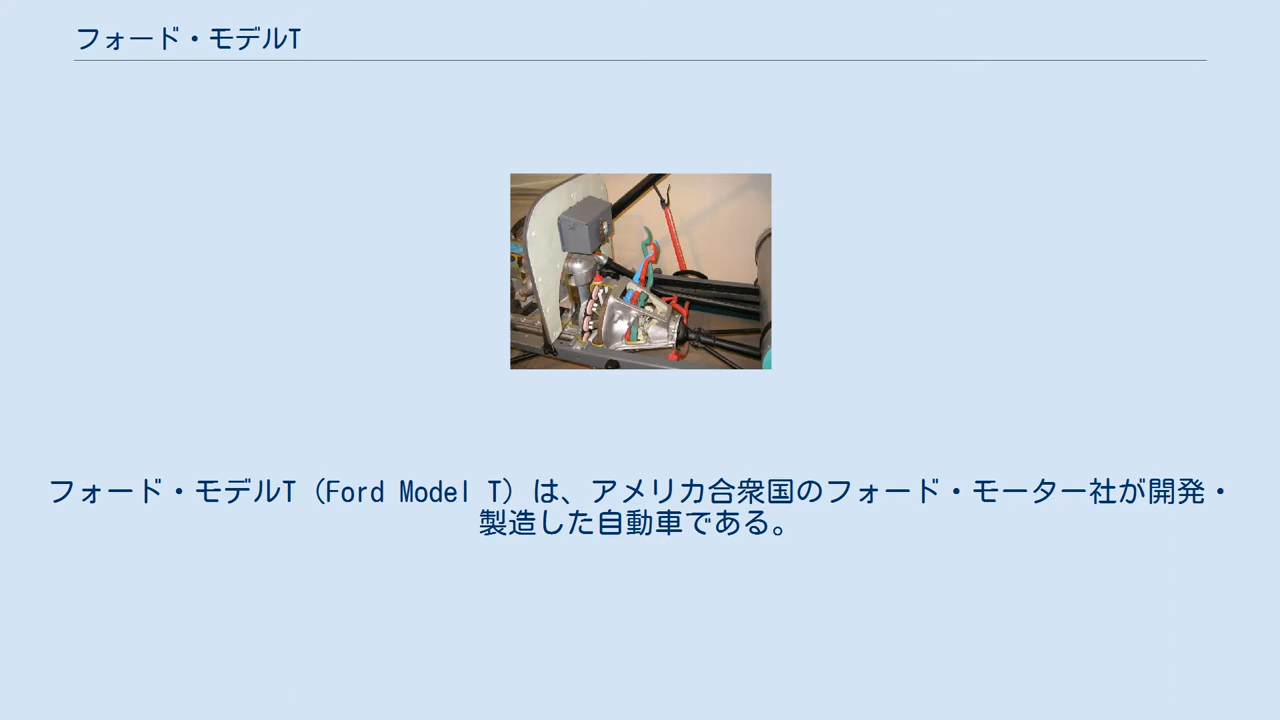 フォード・モデルT
フォード・モデルT（Ford Model T）は、アメリカ合衆国のフォード・モーター社が開発・
製造した自動車である。